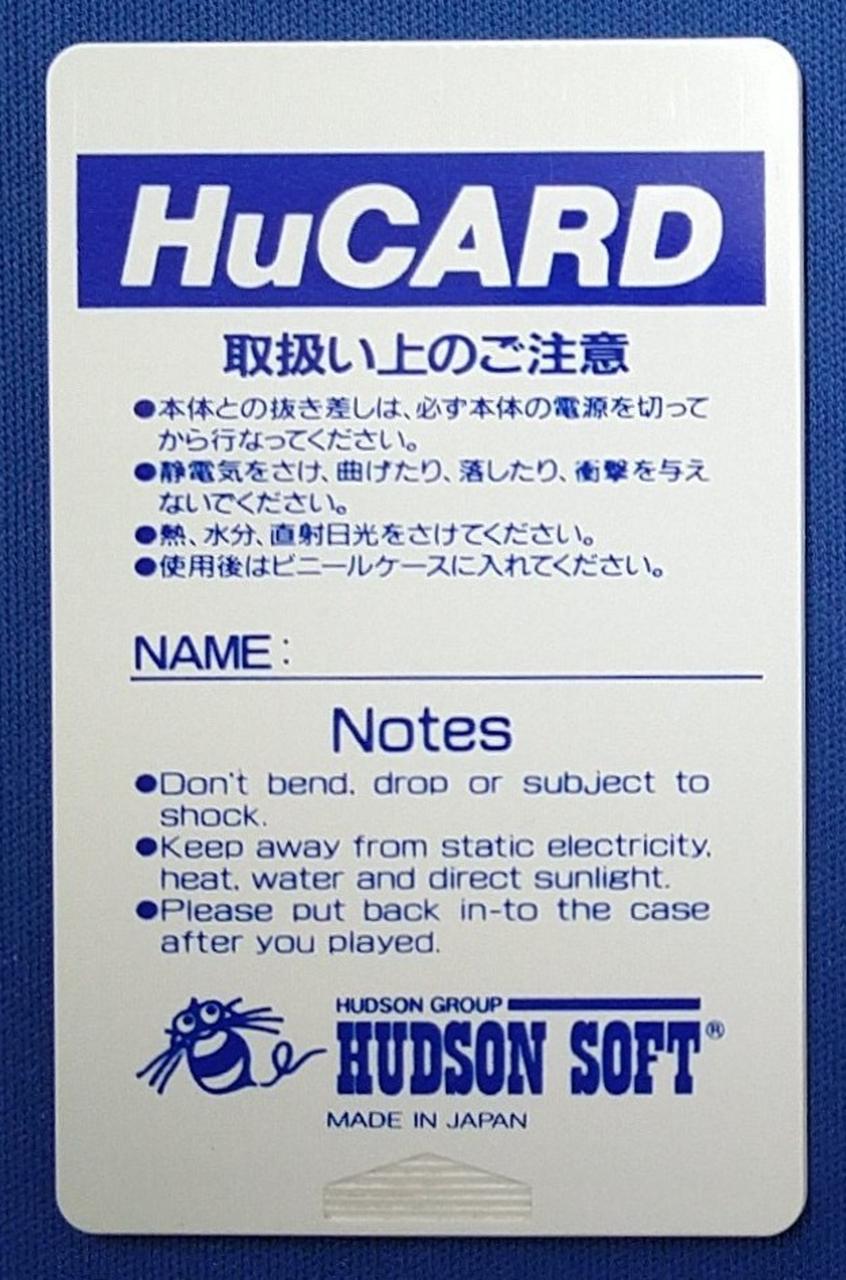 HuCARD
取扱い上のご注意
●本体との抜き差しは、必ず本体の電源を切って
から行なってください。
●静電気をさけ、曲げたり、落したり、衝撃を与え
ないでください。
●熱、水分、直射日光をさけてください。
●使用後はビニールケースに入れてください。
NAME:
Notes
●Don't bend, drop or subject to
shock.
●Keep away from static electricity,
heat, water and direct sunlight.
●Please put back in-to the case
after you played.
HUDSON GROUP
HUDSON SOFT®
MADE IN JAPAN